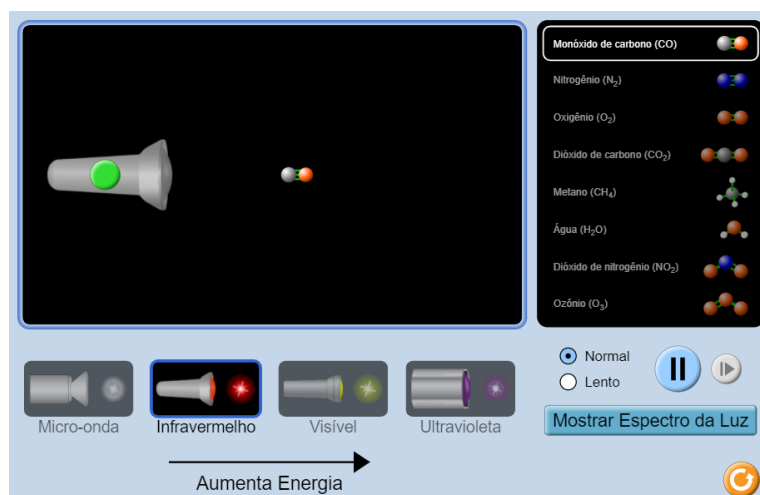 Monóxido de carbono (CO)
Nitrogênio (N₂)
Oxigênio (O₂)
Dióxido de carbono (CO₂)
Metano (CH₄)
Água (H₂O)
Dióxido de nitrogênio (NO₂)
Ozônio (O₃)
Normal
Lento
Mostrar Espectro da Luz
Micro-onda
Infravermelho
Visível
Ultravioleta
Aumenta Energia